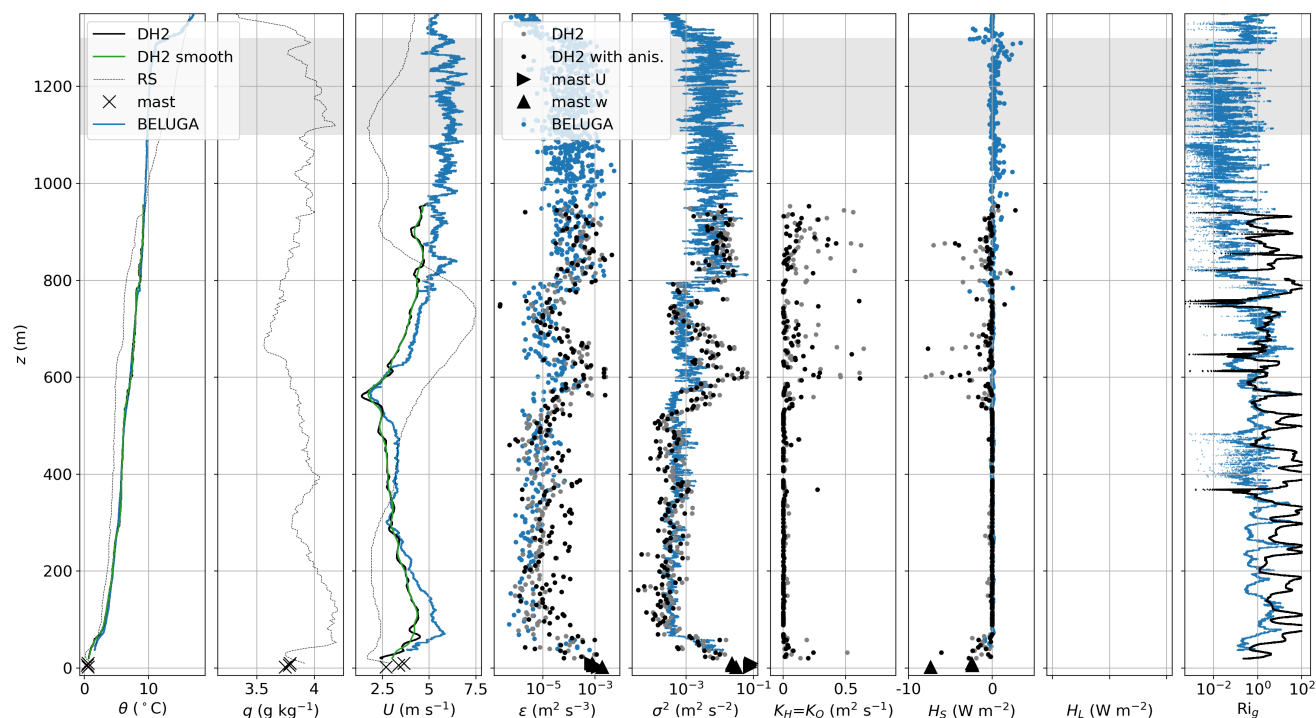 DH2
DH2 smooth
RS
mast
BELUGA
DH2
DH2 with anis.
mast U
mast w
BELUGA
1200
1000
800
600
400
200
0
z (m)
0 10
3.5 4
2.5 5 7.5
10⁻⁵ 10⁻³
10⁻³ 10⁻¹
0 0.5
-10 0
10⁻² 10⁰ 10²
θ (°C)
q (g kg⁻¹)
U (m s⁻¹)
ε (m² s⁻³)
σ² (m² s⁻²)
K_H=K_Q (m² s⁻¹)
H_S (W m⁻²)
H_L (W m⁻²)
Ri_g